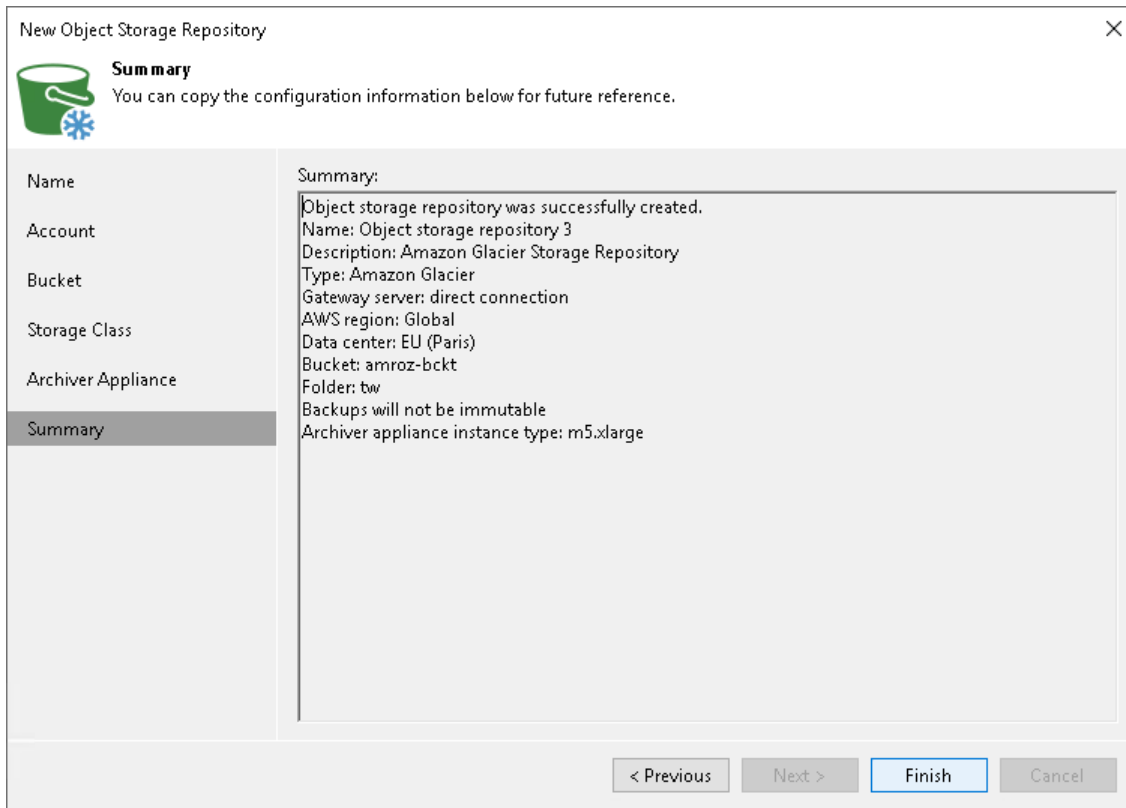 New Object Storage Repository
Summary
You can copy the configuration information below for future reference.
Name
Account
Bucket
Storage Class
Archiver Appliance
Summary
Summary:
Object storage repository was successfully created.
Name: Object storage repository 3
Description: Amazon Glacier Storage Repository
Type: Amazon Glacier
Gateway server: direct connection
AWS region: Global
Data center: EU (Paris)
Bucket: amroz-bckt
Folder: tw
Backups will not be immutable
Archiver appliance instance type: m5.xlarge
< Previous
Next >
Finish
Cancel